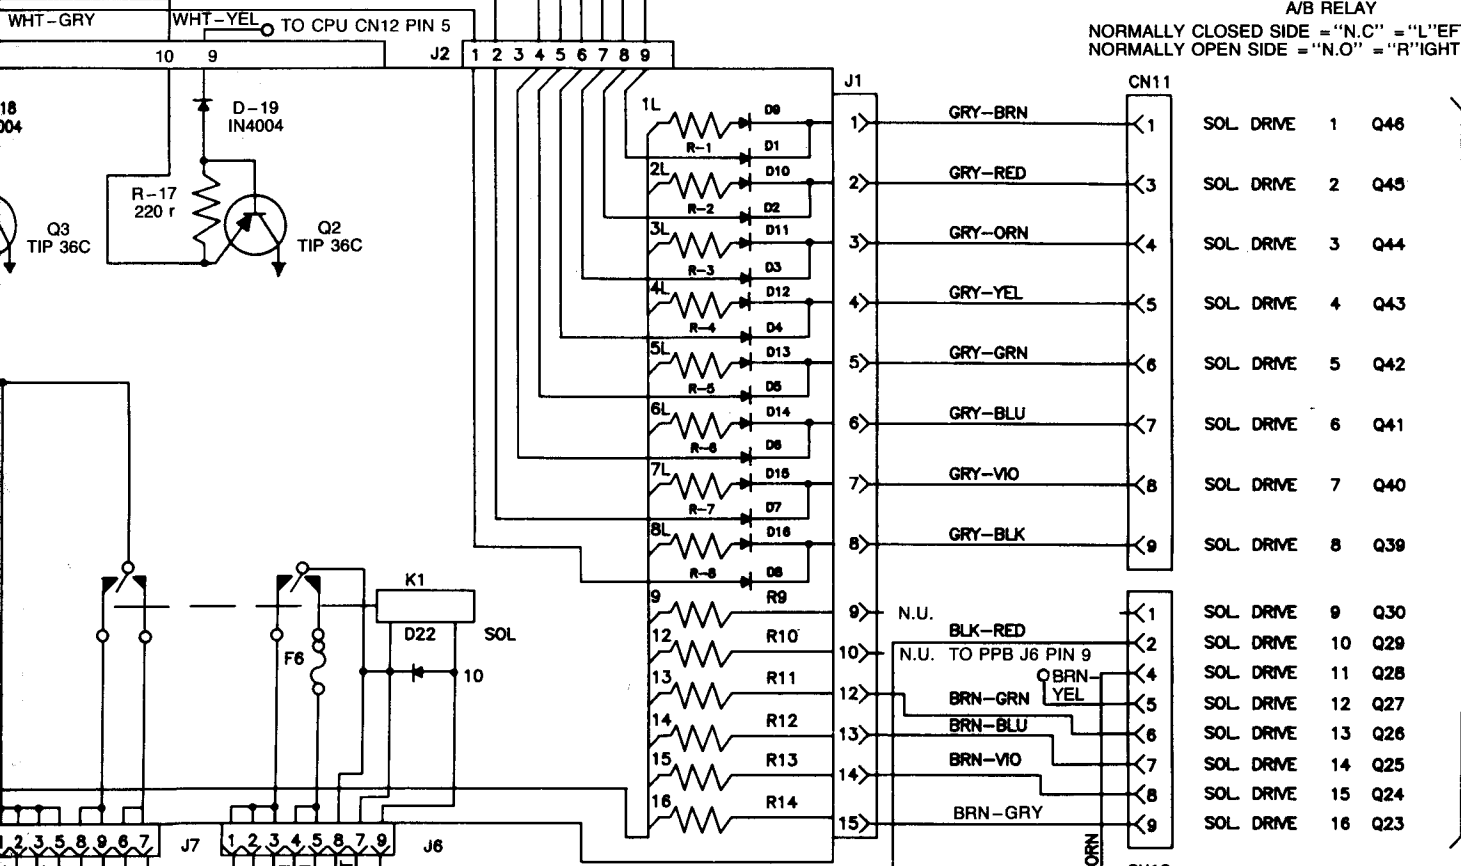 A/B RELAY
NORMALLY CLOSED SIDE = "N.C" = "L"EF
NORMALLY OPEN SIDE = "N.O" = "R"IGHT
WHT-GRY
WHT-YEL
TO CPU CN12 PIN 5
10 9
J2 1 2 3 4 5 6 7 8 9
J1
CN11
18
004
D-19
IN4004
R-17
220 r
Q3
TIP 36C
Q2
TIP 36C
1L R-1 D9 D1 1 GRY-BRN 1 SOL. DRIVE 1 Q46
2L R-2 D10 D2 2 GRY-RED 3 SOL. DRIVE 2 Q45
3L R-3 D11 D3 3 GRY-ORN 4 SOL. DRIVE 3 Q44
4L R-4 D12 D4 4 GRY-YEL 5 SOL. DRIVE 4 Q43
5L R-5 D13 D5 5 GRY-GRN 6 SOL. DRIVE 5 Q42
6L R-6 D14 D6 6 GRY-BLU 7 SOL. DRIVE 6 Q41
7L R-7 D15 D7 7 GRY-VIO 8 SOL. DRIVE 7 Q40
8L R-8 D16 D8 8 GRY-BLK 9 SOL. DRIVE 8 Q39
K1
D22
SOL
10
F6
9 R9 9 N.U. 1 SOL. DRIVE 9 Q30
12 R10 10 N.U. TO PPB J6 PIN 9
BLK-RED 2 SOL. DRIVE 10 Q29
BRN-YEL
4 SOL. DRIVE 11 Q28
13 R11 12 BRN-GRN 5 SOL. DRIVE 12 Q27
14 R12 13 BRN-BLU 6 SOL. DRIVE 13 Q26
15 R13 14 BRN-VIO 7 SOL. DRIVE 14 Q25
8 SOL. DRIVE 15 Q24
16 R14 15 BRN-GRY 9 SOL. DRIVE 16 Q23
ORN
1 2 3 5 8 9 6 7 J7
1 2 3 4 5 8 7 9 J6